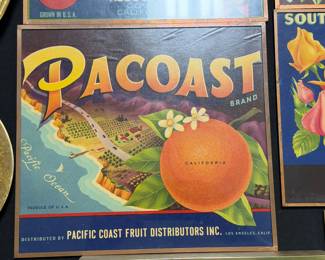 GROWN IN U.S.A.
SOUT
PACOAST
BRAND
CALIFORNIA
Pacific Ocean
PRODUCE OF U.S.A.
DISTRIBUTED BY PACIFIC COAST FRUIT DISTRIBUTORS INC. LOS ANGELES, CALIF.